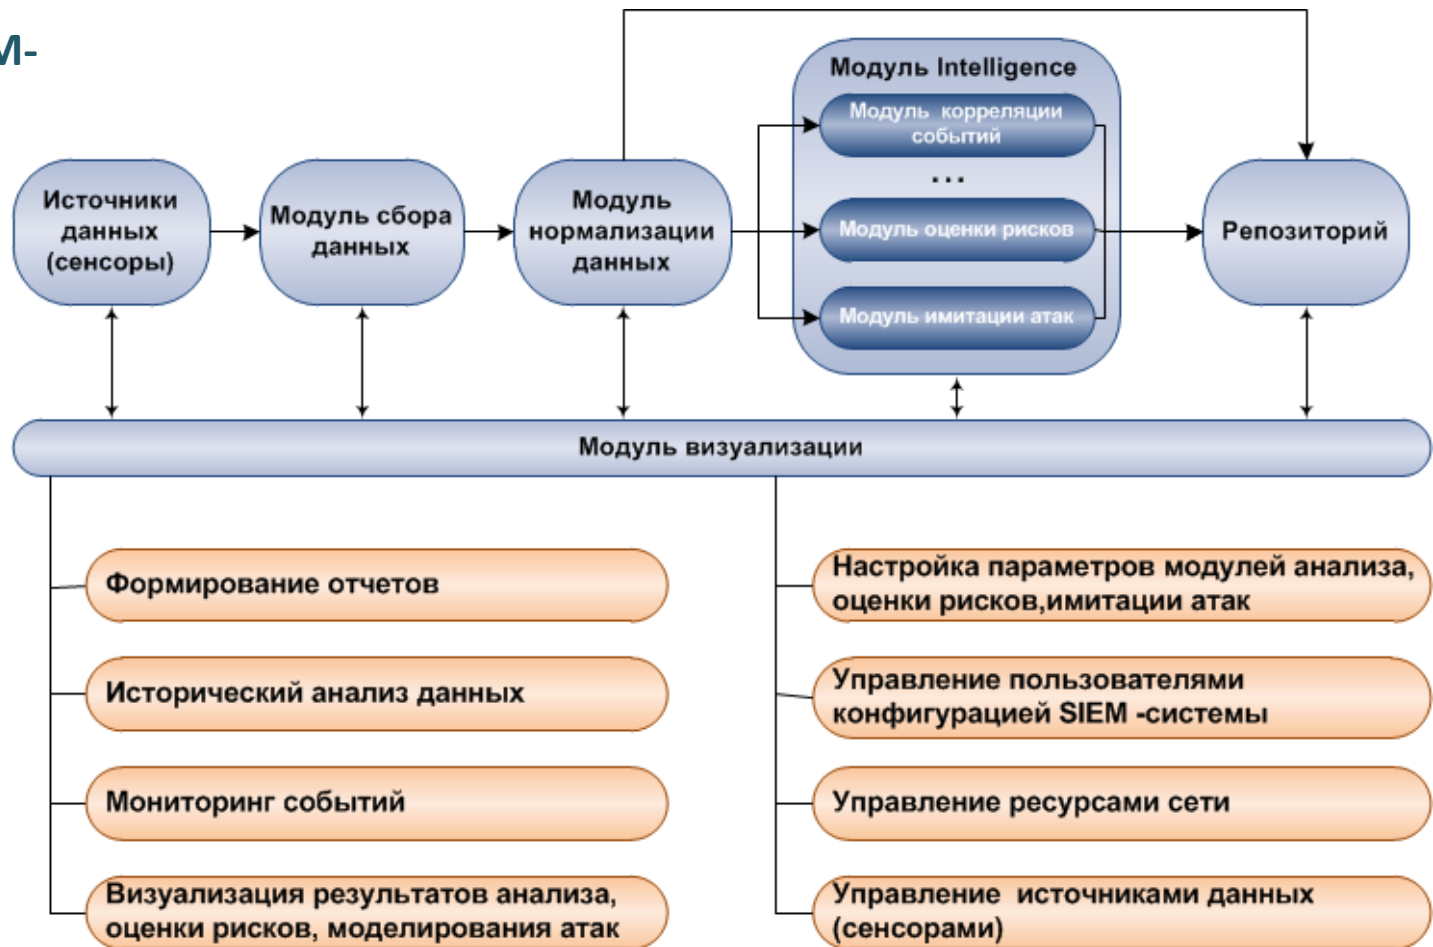 М-
Модуль Intelligence
Модуль корреляции
событий
...
Модуль оценки рисков
Модуль имитации атак
Источники
данных
(сенсоры)
Модуль сбора
данных
Модуль
нормализации
данных
Репозиторий
Модуль визуализации
Формирование отчетов
Исторический анализ данных
Мониторинг событий
Визуализация результатов анализа,
оценки рисков, моделирования атак
Настройка параметров модулей анализа,
оценки рисков,имитации атак
Управление пользователями
конфигурацией SIEM -системы
Управление ресурсами сети
Управление источниками данных
(сенсорами)